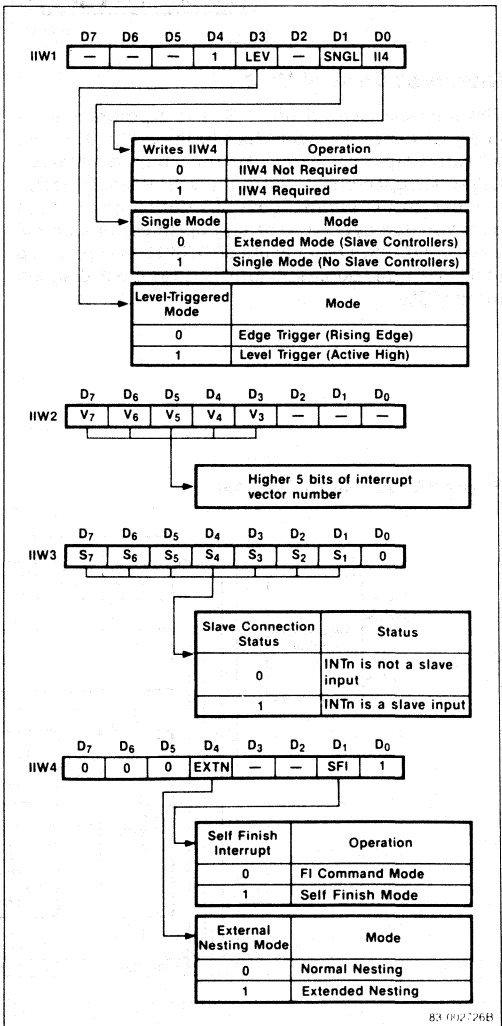 D7 D6 D5 D4 D3 D2 D1 D0
IIW1 — — — 1 LEV — SNGL II4
Writes IIW4 Operation
0 IIW4 Not Required
1 IIW4 Required
Single Mode Mode
0 Extended Mode (Slave Controllers)
1 Single Mode (No Slave Controllers)
Level-Triggered
Mode Mode
0 Edge Trigger (Rising Edge)
1 Level Trigger (Active High)
D7 D6 D5 D4 D3 D2 D1 D0
IIW2 V7 V6 V5 V4 V3 — — —
Higher 5 bits of interrupt
vector number
D7 D6 D5 D4 D3 D2 D1 D0
IIW3 S7 S6 S5 S4 S3 S2 S1 0
Slave Connection
Status Status
0 INTn is not a slave
input
1 INTn is a slave input
D7 D6 D5 D4 D3 D2 D1 D0
IIW4 0 0 0 EXTN — — SFI 1
Self Finish
Interrupt Operation
0 FI Command Mode
1 Self Finish Mode
External
Nesting Mode Mode
0 Normal Nesting
1 Extended Nesting
83-002726B